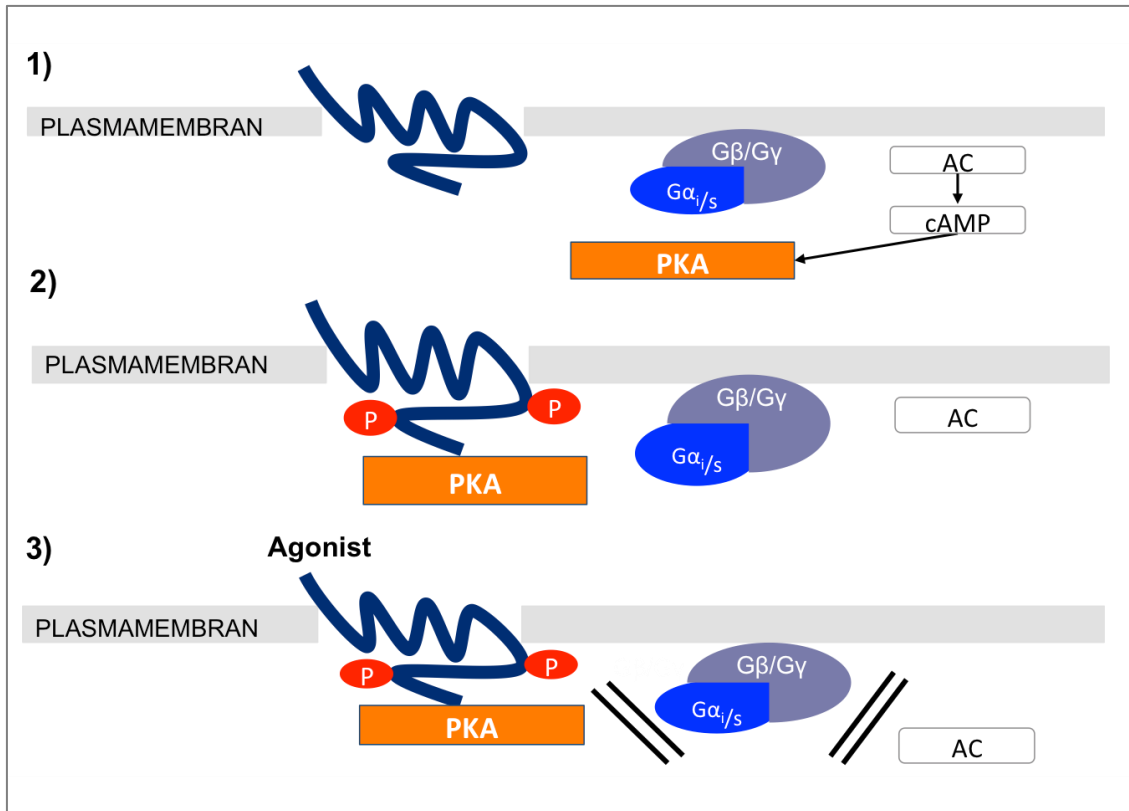 1)
PLASMAMEMBRAN
Gβ/Gγ
Gαi/s
AC
cAMP
PKA
2)
PLASMAMEMBRAN
P
P
Gβ/Gγ
Gαi/s
AC
PKA
3)
Agonist
PLASMAMEMBRAN
P
P
Gβ/Gγ
Gαi/s
PKA
AC